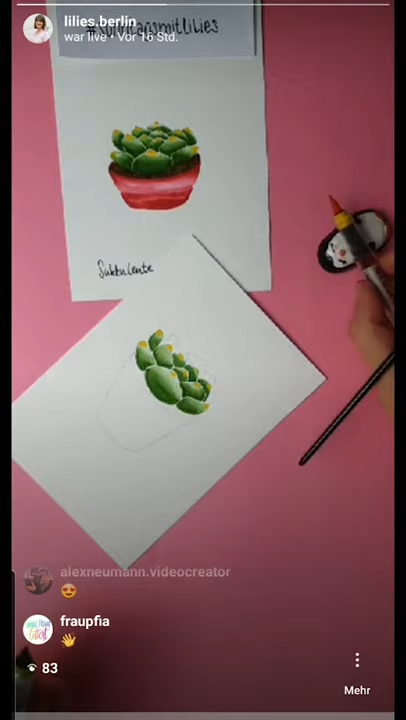 lilies.berlin
war live • Vor 16 Std.
#SonntagsmitLilies
Sukkulente
alexneumann.videocreator
😍
fraupfia
👋
83
Mehr